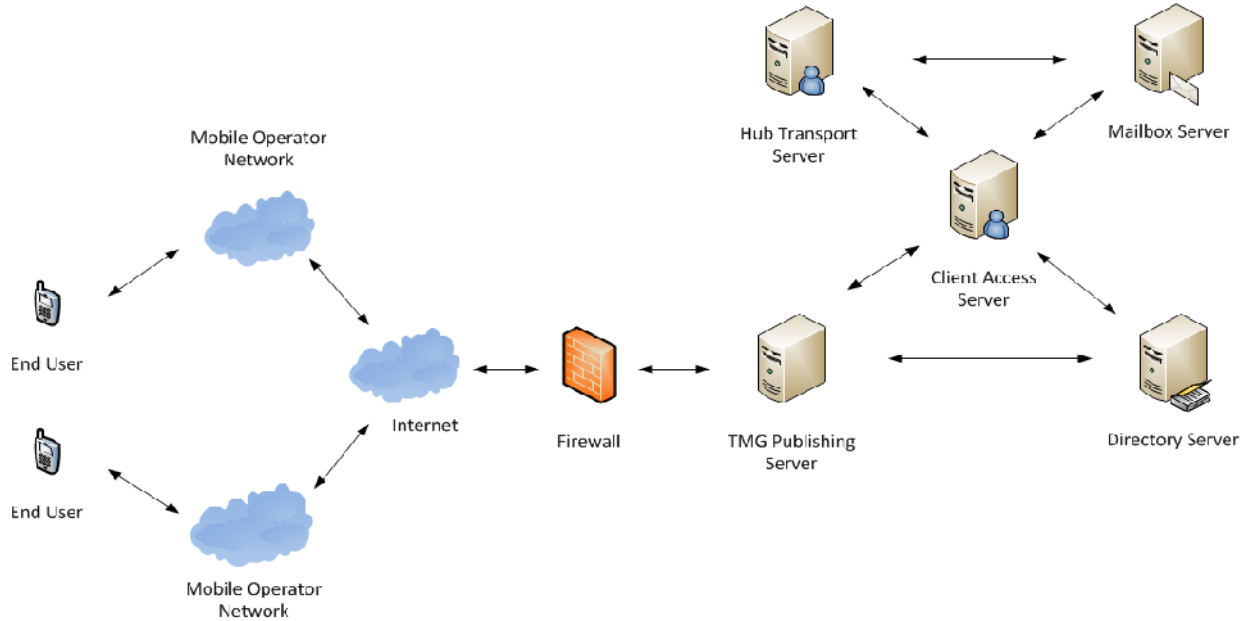 Mobile Operator
Network
Hub Transport
Server
Mailbox Server
Client Access
Server
End User
Internet
Firewall
TMG Publishing
Server
Directory Server
End User
Mobile Operator
Network